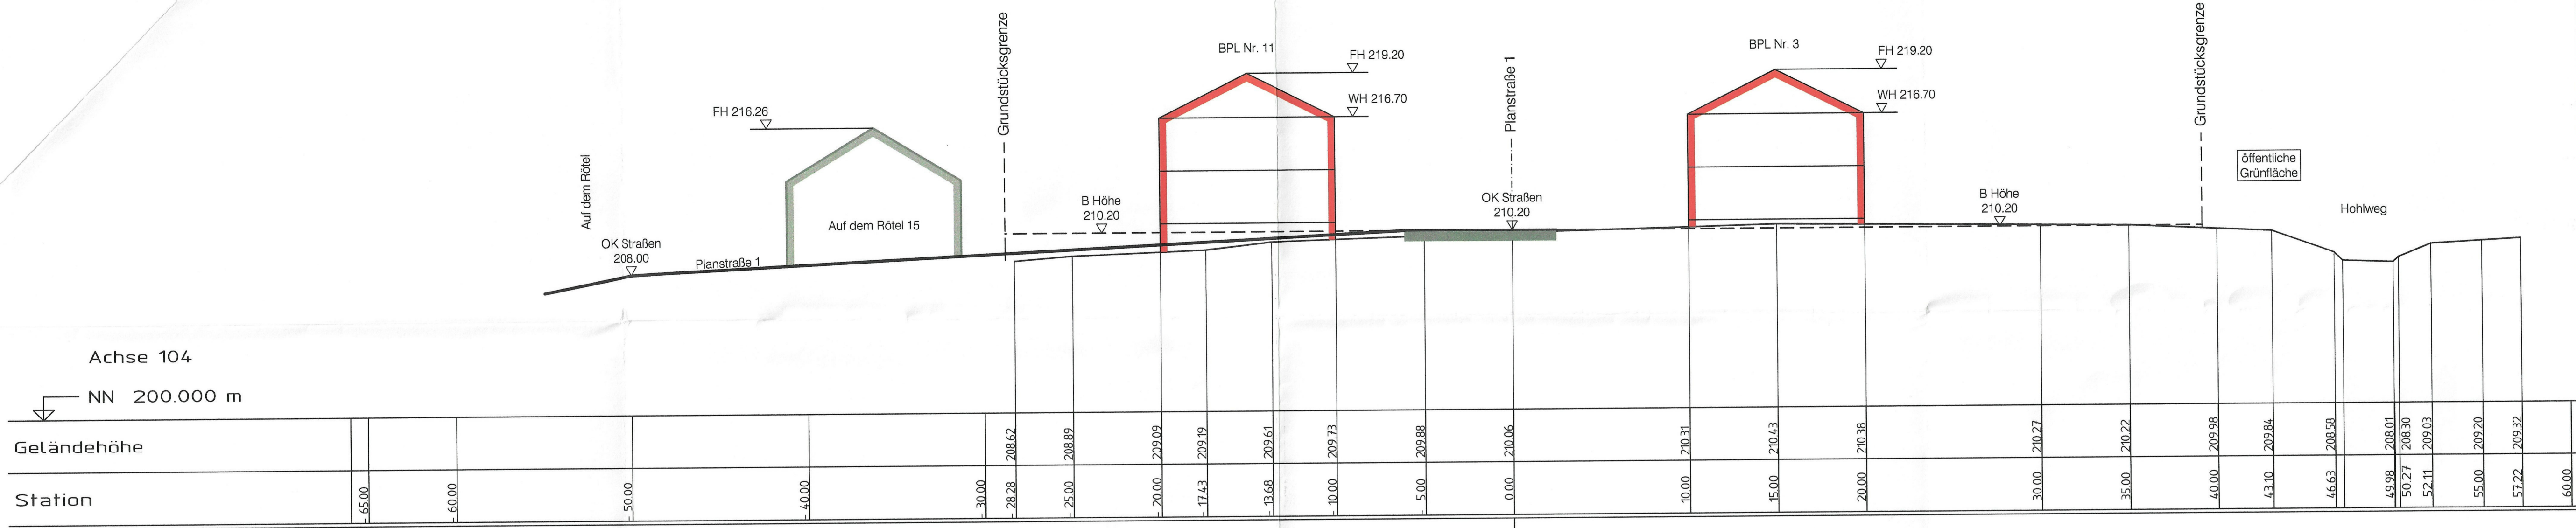 Grundstücksgrenze
BPL Nr. 11
FH 219.20
WH 216.70
Planstraße 1
BPL Nr. 3
FH 219.20
WH 216.70
Grundstücksgrenze
FH 216.26
Auf dem Rötel
Auf dem Rötel 15
OK Straßen
208.00
Planstraße 1
B Höhe
210.20
OK Straßen
210.20
B Höhe
210.20
öffentliche
Grünfläche
Hohlweg
Achse 104
NN 200.000 m
Geländehöhe
208.62 208.89 209.09 209.19 209.61 209.73 209.88 210.06 210.31 210.43 210.38 210.27 210.22 209.98 209.84 208.58 208.01 208.30 209.03 209.20 209.32
Station
-65.00 -60.00 -50.00 -40.00 -30.00 -28.28 -25.00 -20.00 -17.43 -13.68 -10.00 -5.00 0.00 10.00 15.00 20.00 30.00 35.00 40.00 43.10 46.63 49.98 50.27 52.11 55.00 57.22 60.00